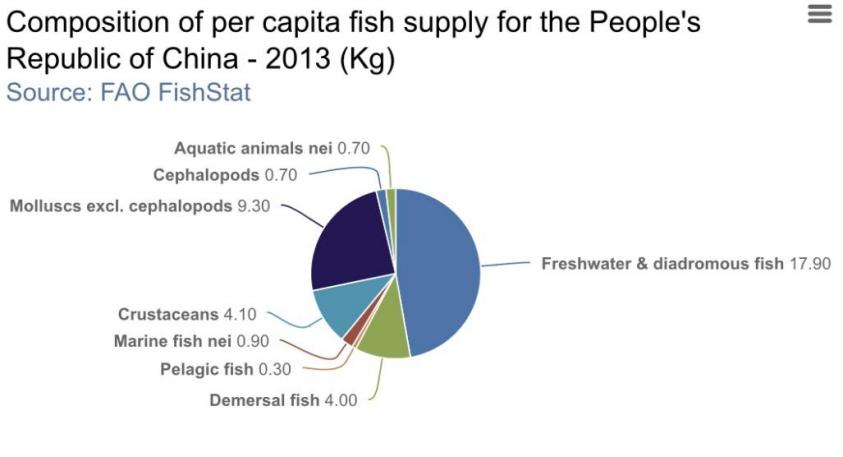 Composition of per capita fish supply for the People's
Republic of China - 2013 (Kg)
Source: FAO FishStat
Aquatic animals nei 0.70
Cephalopods 0.70
Molluscs excl. cephalopods 9.30
Freshwater & diadromous fish 17.90
Crustaceans 4.10
Marine fish nei 0.90
Pelagic fish 0.30
Demersal fish 4.00